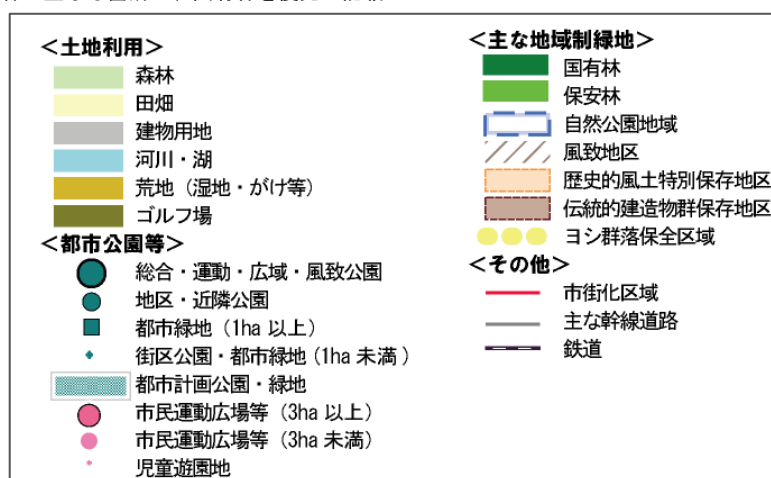 ＜土地利用＞
森林
田畑
建物用地
河川・湖
荒地（湿地・がけ等）
ゴルフ場
＜都市公園等＞
総合・運動・広域・風致公園
地区・近隣公園
都市緑地（1ha 以上）
街区公園・都市緑地（1ha 未満）
都市計画公園・緑地
市民運動広場等（3ha 以上）
市民運動広場等（3ha 未満）
児童遊園地
＜主な地域制緑地＞
国有林
保安林
自然公園地域
風致地区
歴史的風土特別保存地区
伝統的建造物群保存地区
ヨシ群落保全区域
＜その他＞
市街化区域
主な幹線道路
鉄道